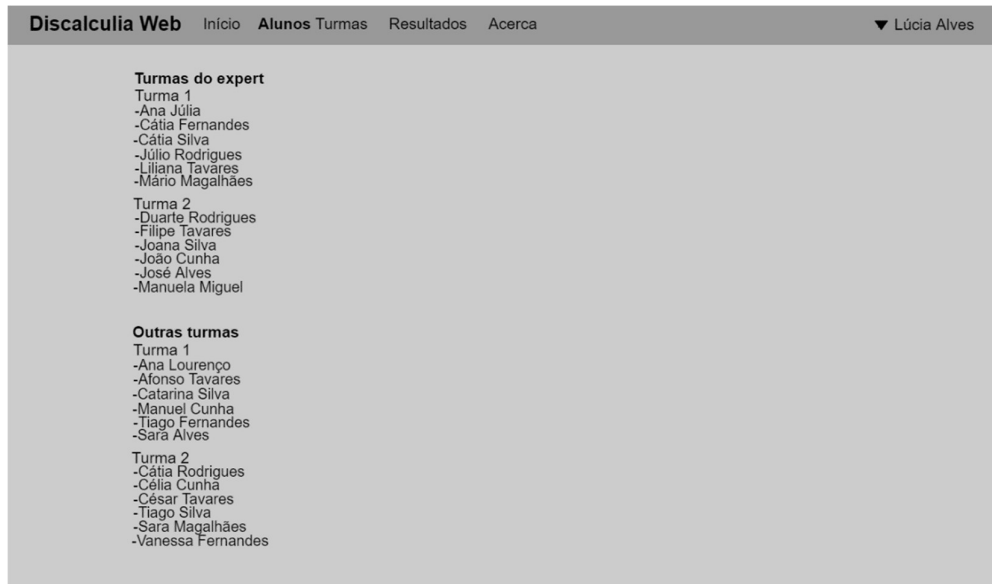 Discalculia Web Início Alunos Turmas Resultados Acerca ▼ Lúcia Alves
Turmas do expert
Turma 1
-Ana Júlia
-Cátia Fernandes
-Cátia Silva
-Júlio Rodrigues
-Liliana Tavares
-Mário Magalhães
Turma 2
-Duarte Rodrigues
-Filipe Tavares
-Joana Silva
-João Cunha
-José Alves
-Manuela Miguel
Outras turmas
Turma 1
-Ana Lourenço
-Afonso Tavares
-Catarina Silva
-Manuel Cunha
-Tiago Fernandes
-Sara Alves
Turma 2
-Cátia Rodrigues
-Célia Cunha
-César Tavares
-Tiago Silva
-Sara Magalhães
-Vanessa Fernandes